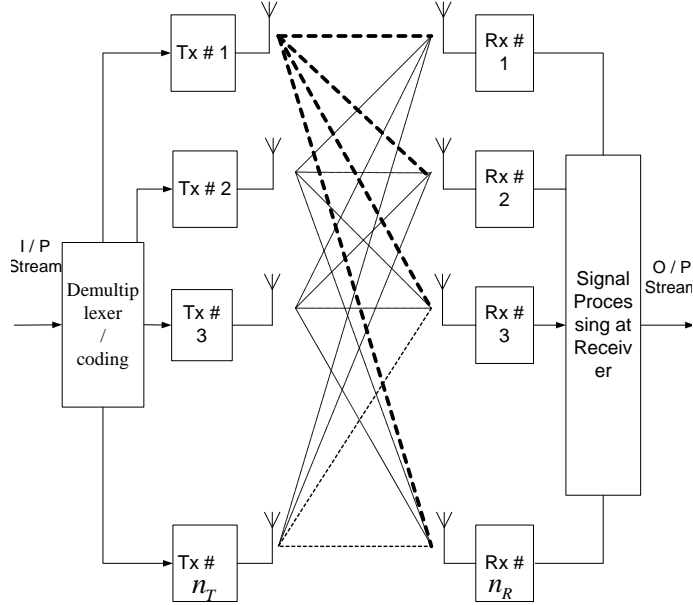 I / P
Stream
Demultip
lexer
/
coding
Tx # 1
Tx # 2
Tx #
3
Tx #
n_T
Rx #
1
Rx #
2
Rx #
3
Rx #
n_R
Signal
Proces
sing at
Receiv
er
O / P
Stream